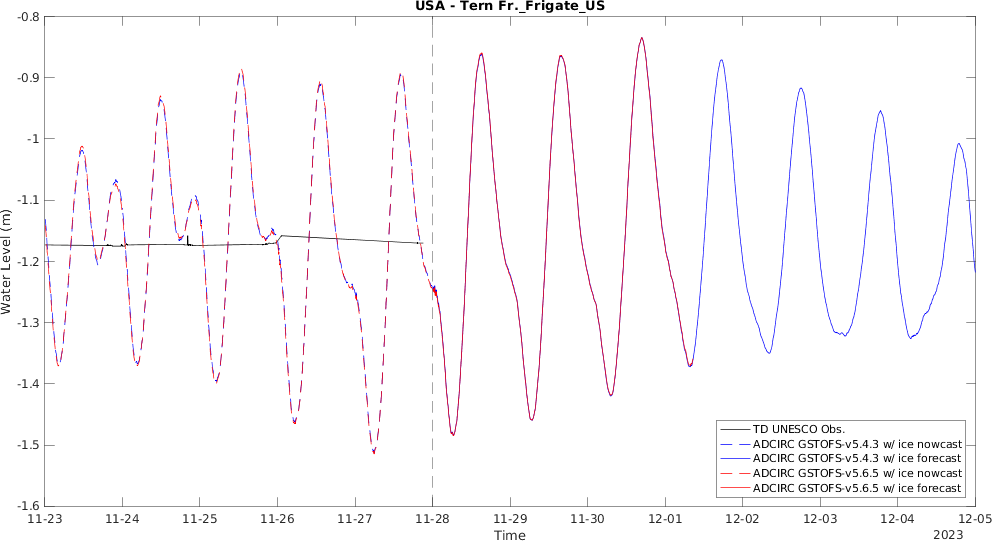 USA - Tern Fr._Frigate_US
Water Level (m)
-0.8
-0.9
-1
-1.1
-1.2
-1.3
-1.4
-1.5
-1.6
TD UNESCO Obs.
ADCIRC GSTOFS-v5.4.3 w/ ice nowcast
ADCIRC GSTOFS-v5.4.3 w/ ice forecast
ADCIRC GSTOFS-v5.6.5 w/ ice nowcast
ADCIRC GSTOFS-v5.6.5 w/ ice forecast
11-23 11-24 11-25 11-26 11-27 11-28 11-29 11-30 12-01 12-02 12-03 12-04 12-05
Time
2023